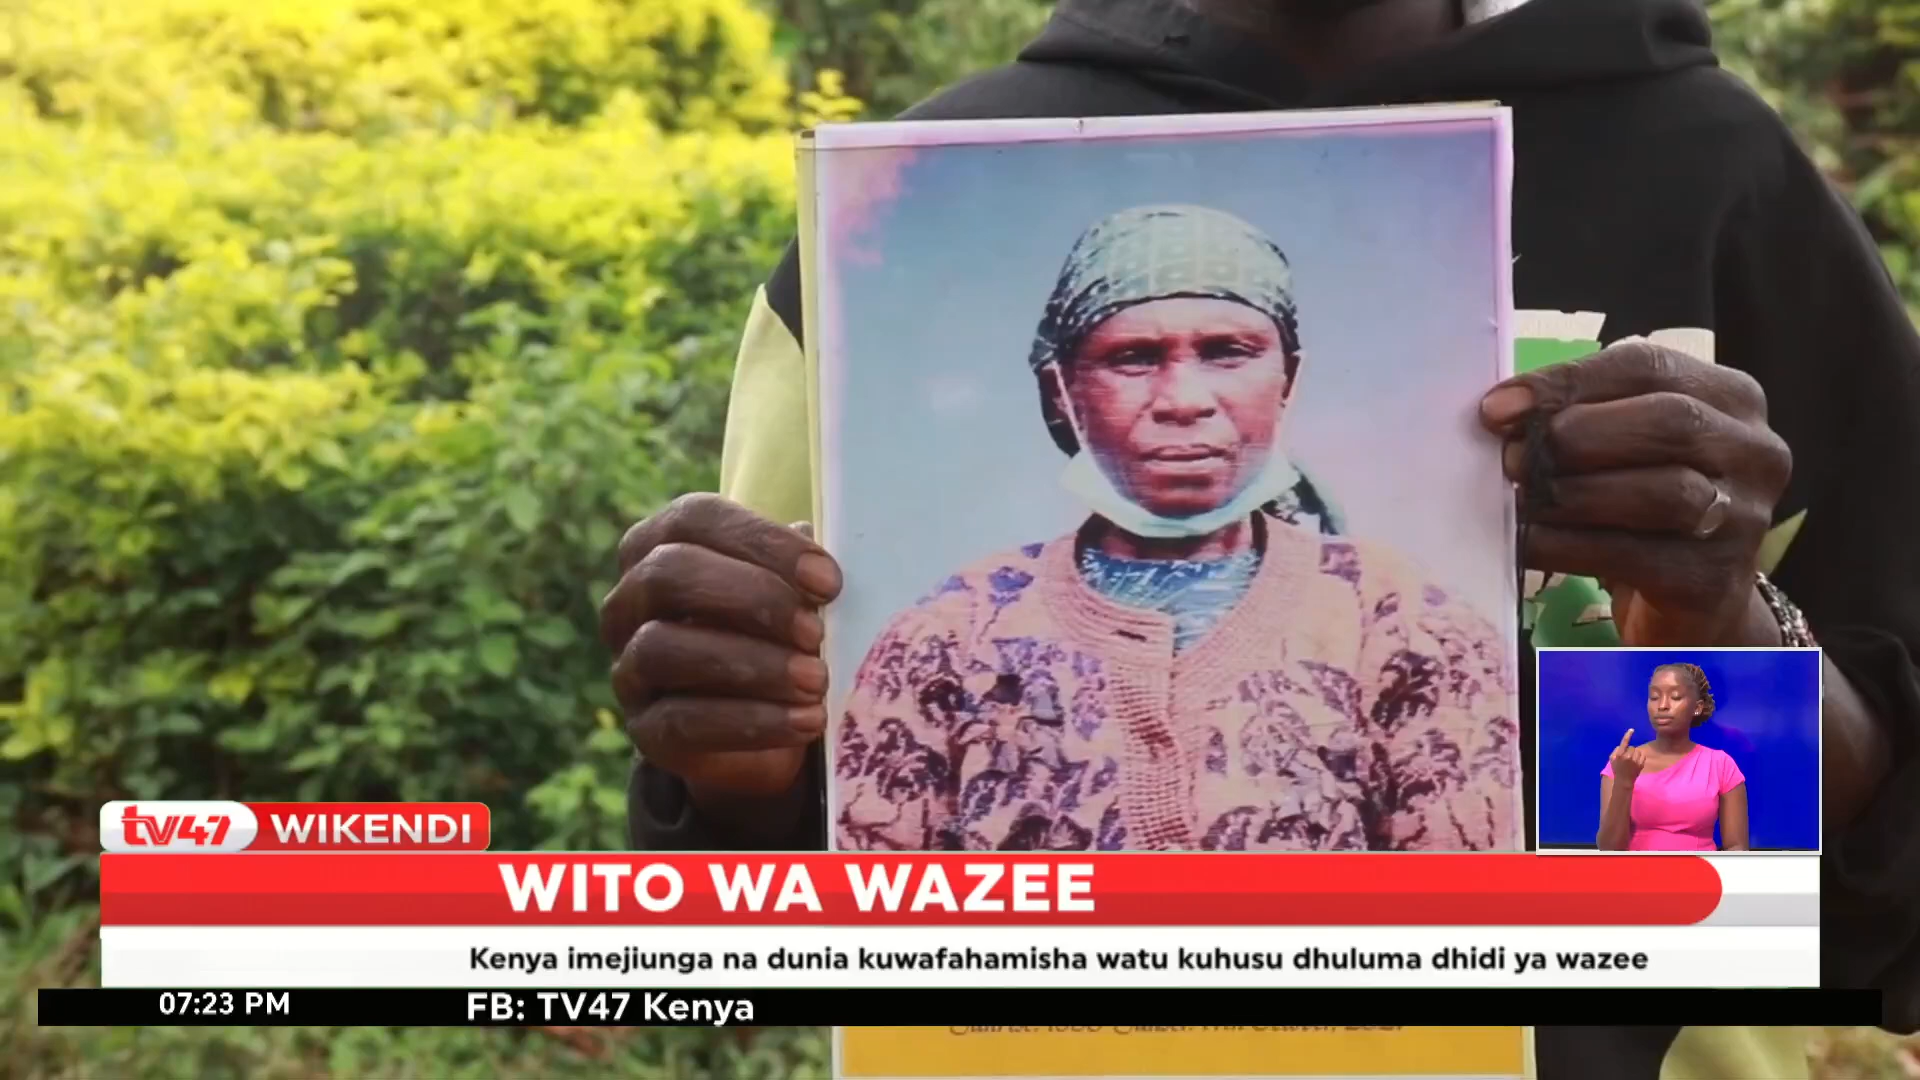 tv47 WIKENDI
WITO WA WAZEE
Kenya imejiunga na dunia kuwafahamisha watu kuhusu dhuluma dhidi ya wazee
07:23 PM FB: TV47 Kenya